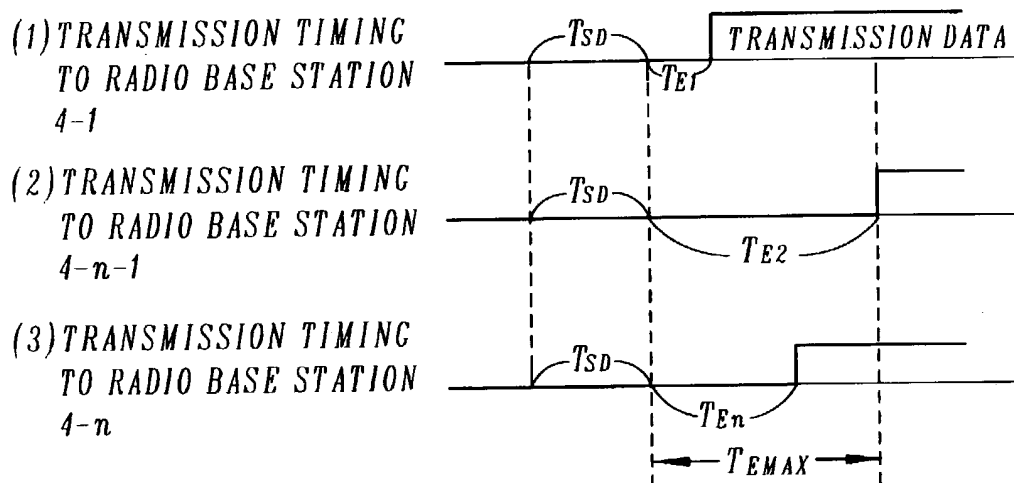 (1) TRANSMISSION TIMING
TO RADIO BASE STATION
4-1
TSD
TE1
TRANSMISSION DATA
(2) TRANSMISSION TIMING
TO RADIO BASE STATION
4-n-1
TSD
TE2
(3) TRANSMISSION TIMING
TO RADIO BASE STATION
4-n
TSD
TEn
TEMAX